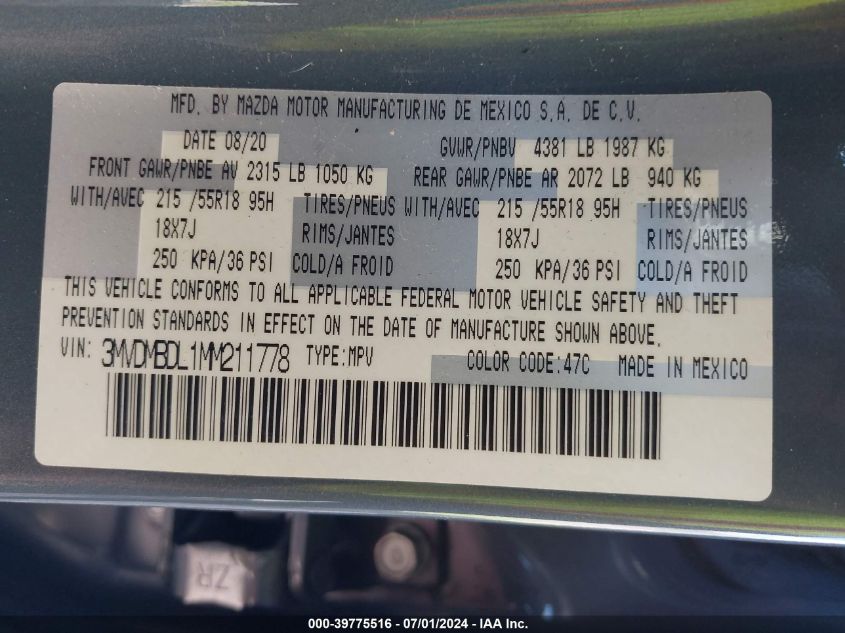 MFD. BY MAZDA MOTOR MANUFACTURING DE MEXICO S.A. DE C.V.
DATE 08/20 GVWR/PNBV 4381 LB 1987 KG
FRONT GAWR/PNBE AV 2315 LB 1050 KG REAR GAWR/PNBE AR 2072 LB 940 KG
WITH/AVEC 215 /55R18 95H TIRES/PNEUS WITH/AVEC 215 /55R18 95H TIRES/PNEUS
18X7J RIMS/JANTES 18X7J RIMS/JANTES
250 KPA/36 PSI COLD/A FROID 250 KPA/36 PSI COLD/A FROID
THIS VEHICLE CONFORMS TO ALL APPLICABLE FEDERAL MOTOR VEHICLE SAFETY AND THEFT
PREVENTION STANDARDS IN EFFECT ON THE DATE OF MANUFACTURE SHOWN ABOVE.
VIN: 3MVDMBDL1MM211778 TYPE:MPV COLOR CODE:47C MADE IN MEXICO
ZR
000-39775516 / 07/01/2024 - IAA Inc.